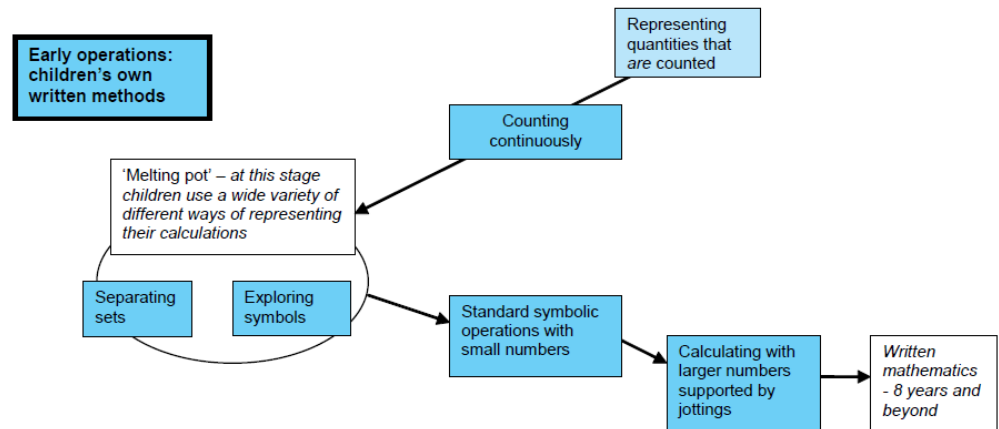 Early operations:
children's own
written methods
Representing
quantities that
are counted
Counting
continuously
‘Melting pot’ – at this stage
children use a wide variety of
different ways of representing
their calculations
Separating
sets
Exploring
symbols
Standard symbolic
operations with
small numbers
Calculating with
larger numbers
supported by
jottings
Written
mathematics
- 8 years and
beyond